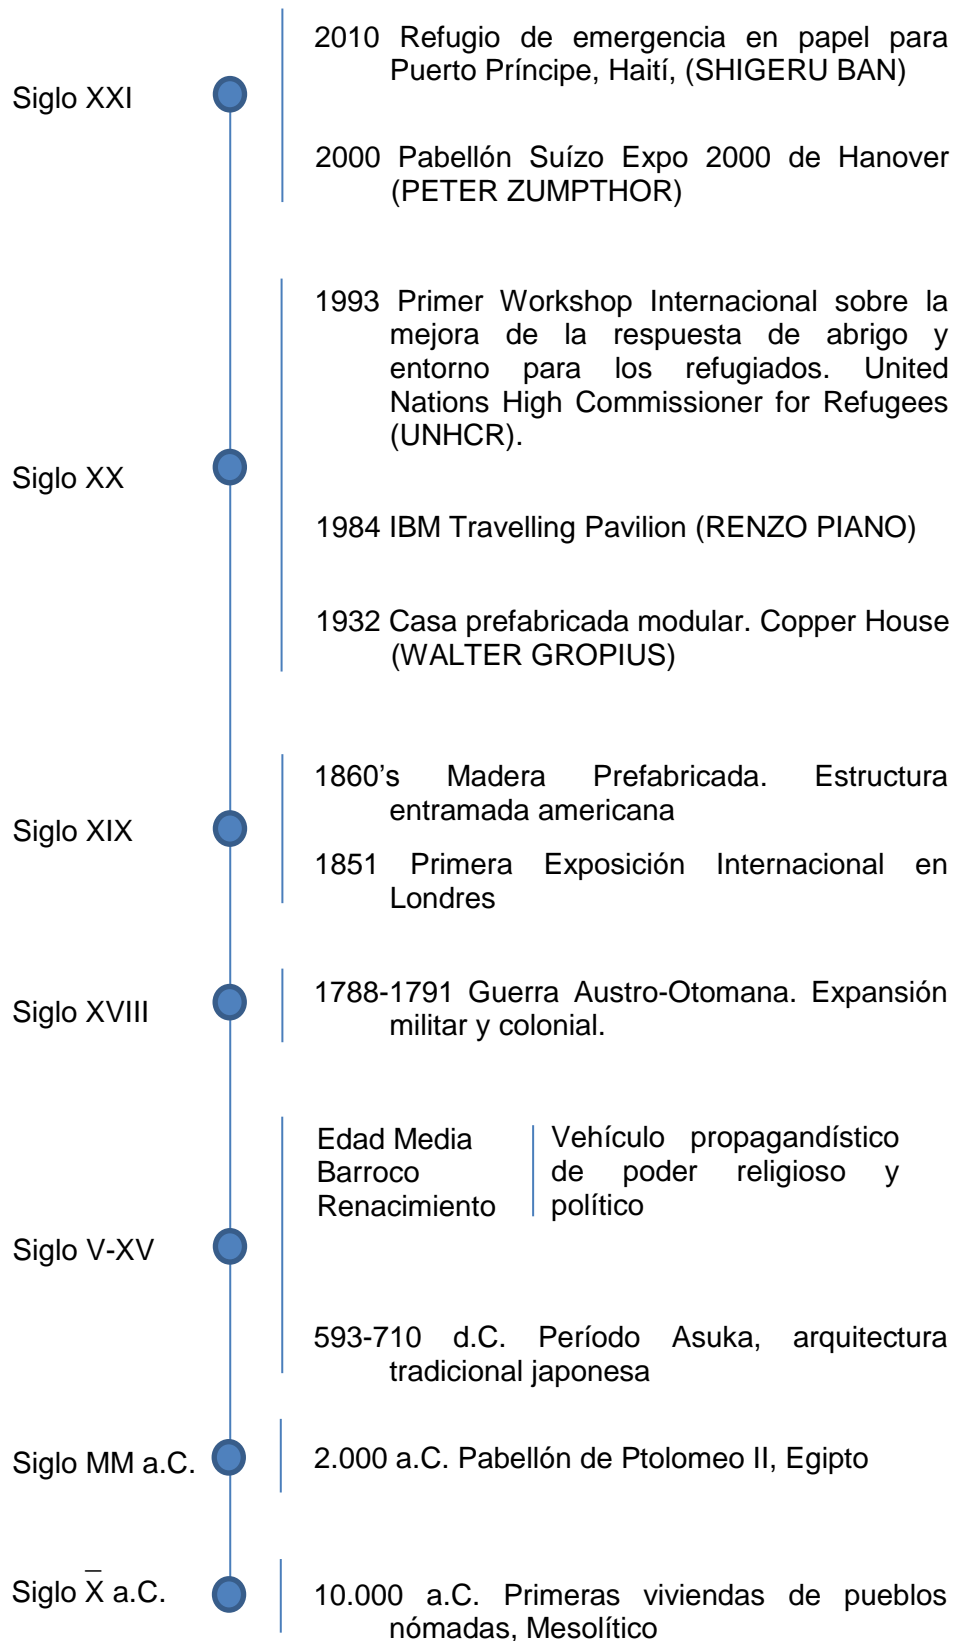 2010 Refugio de emergencia en papel para
Puerto Príncipe, Haití, (SHIGERU BAN)
Siglo XXI
2000 Pabellón Suízo Expo 2000 de Hanover
(PETER ZUMPTHOR)
1993 Primer Workshop Internacional sobre la
mejora de la respuesta de abrigo y
entorno para los refugiados. United
Nations High Commissioner for Refugees
(UNHCR).
Siglo XX
1984 IBM Travelling Pavilion (RENZO PIANO)
1932 Casa prefabricada modular. Copper House
(WALTER GROPIUS)
1860’s Madera Prefabricada. Estructura
entramada americana
Siglo XIX
1851 Primera Exposición Internacional en
Londres
Siglo XVIII
1788-1791 Guerra Austro-Otomana. Expansión
militar y colonial.
Edad Media
Barroco
Renacimiento
Vehículo propagandístico
de poder religioso y
político
Siglo V-XV
593-710 d.C. Período Asuka, arquitectura
tradicional japonesa
Siglo MM a.C.
2.000 a.C. Pabellón de Ptolomeo II, Egipto
Siglo X̅ a.C.
10.000 a.C. Primeras viviendas de pueblos
nómadas, Mesolítico